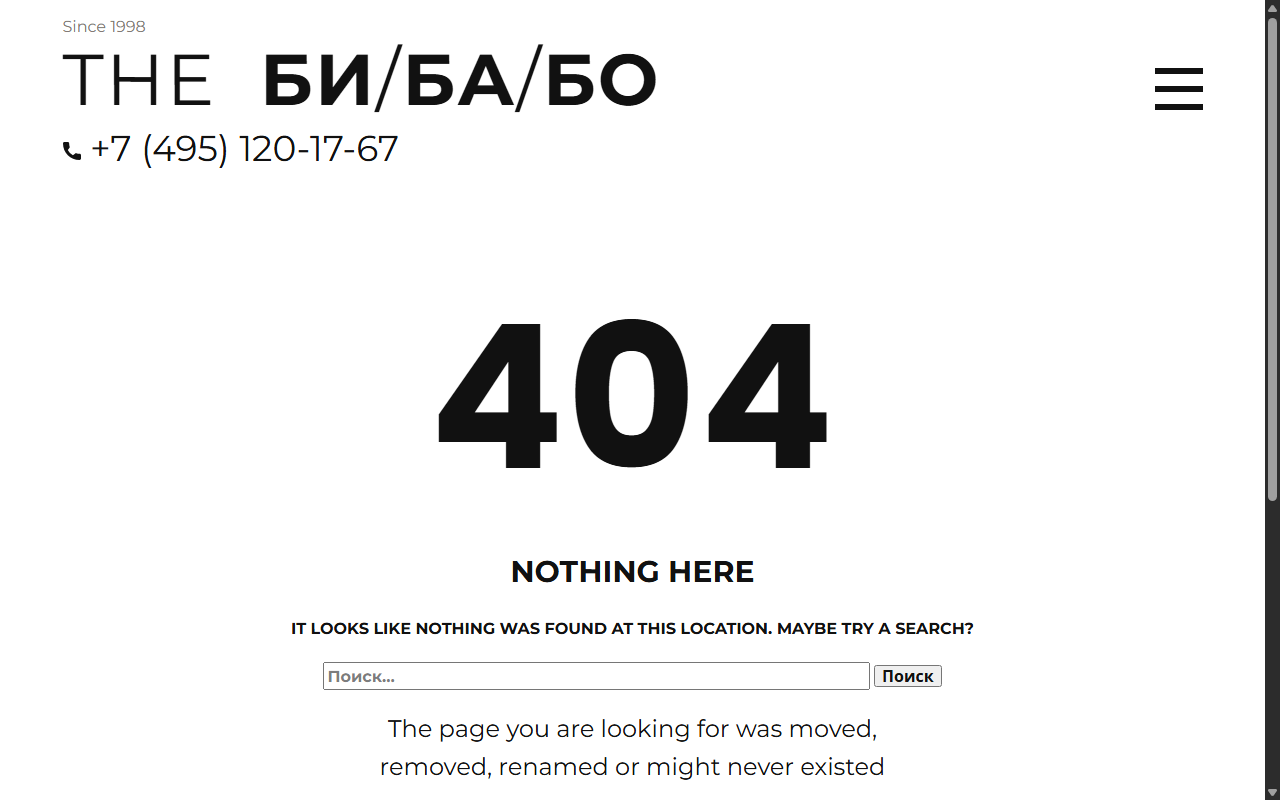 Since 1998
THE БИ/БА/БО
+7 (495) 120-17-67
404
NOTHING HERE
IT LOOKS LIKE NOTHING WAS FOUND AT THIS LOCATION. MAYBE TRY A SEARCH?
Поиск... Поиск
The page you are looking for was moved,
removed, renamed or might never existed